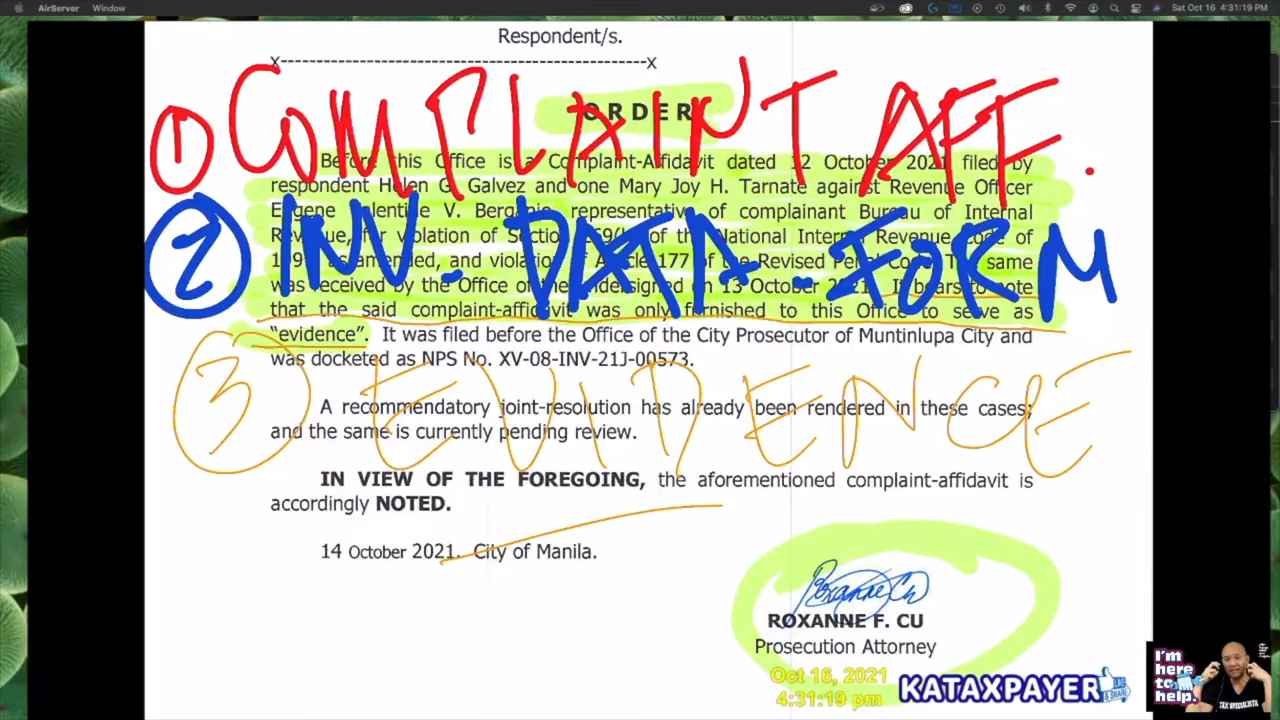 AirServer Window Sat Oct 16 4:31:19 PM
Respondent/s.
x--------------------------------------------------x
ORDER
① COMPLAINT AFF.
Before this Office is a Complaint-Affidavit dated 12 October 2021 filed by
respondent Helen G. Galvez and one Mary Joy H. Tarnate against Revenue Officer
Eugene Valentine V. representative of complainant Bureau of Internal
② INV. DATA FORM
Revenue, for violation of Section of the National Internal Revenue Code of
as amended, and violation of Article 177 of the Revised Penal Code. The same
was received by the Office of the undersigned on 13 October 2021. It bears to note
that the said complaint-affidavit was only furnished to this Office to serve as
"evidence". It was filed before the Office of the City Prosecutor of Muntinlupa City and
was docketed as NPS No. XV-08-INV-21J-00573.
③ EVIDENCE
A recommendatory joint-resolution has already been rendered in these cases;
and the same is currently pending review.
IN VIEW OF THE FOREGOING, the aforementioned complaint-affidavit is
accordingly NOTED.
14 October 2021. City of Manila.
Roxanne Cu
ROXANNE F. CU
Prosecution Attorney
Oct 16, 2021
4:31:19 pm
KATAXPAYER
LIKE
& SHARE
I'm
here
to
help.
TAX SPECIALISTA